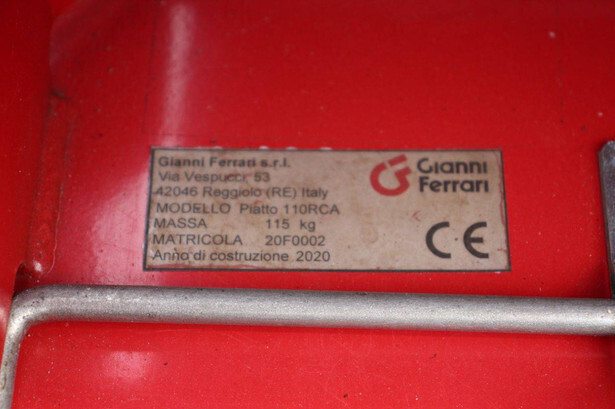 Gianni Ferrari s.r.l.
Via Vespucci, 53
42046 Reggiolo (RE) Italy
MODELLO Piatto 110RCA
MASSA 115 kg
MATRICOLA 20F0002
Anno di costruzione 2020
Gianni
Ferrari
CE